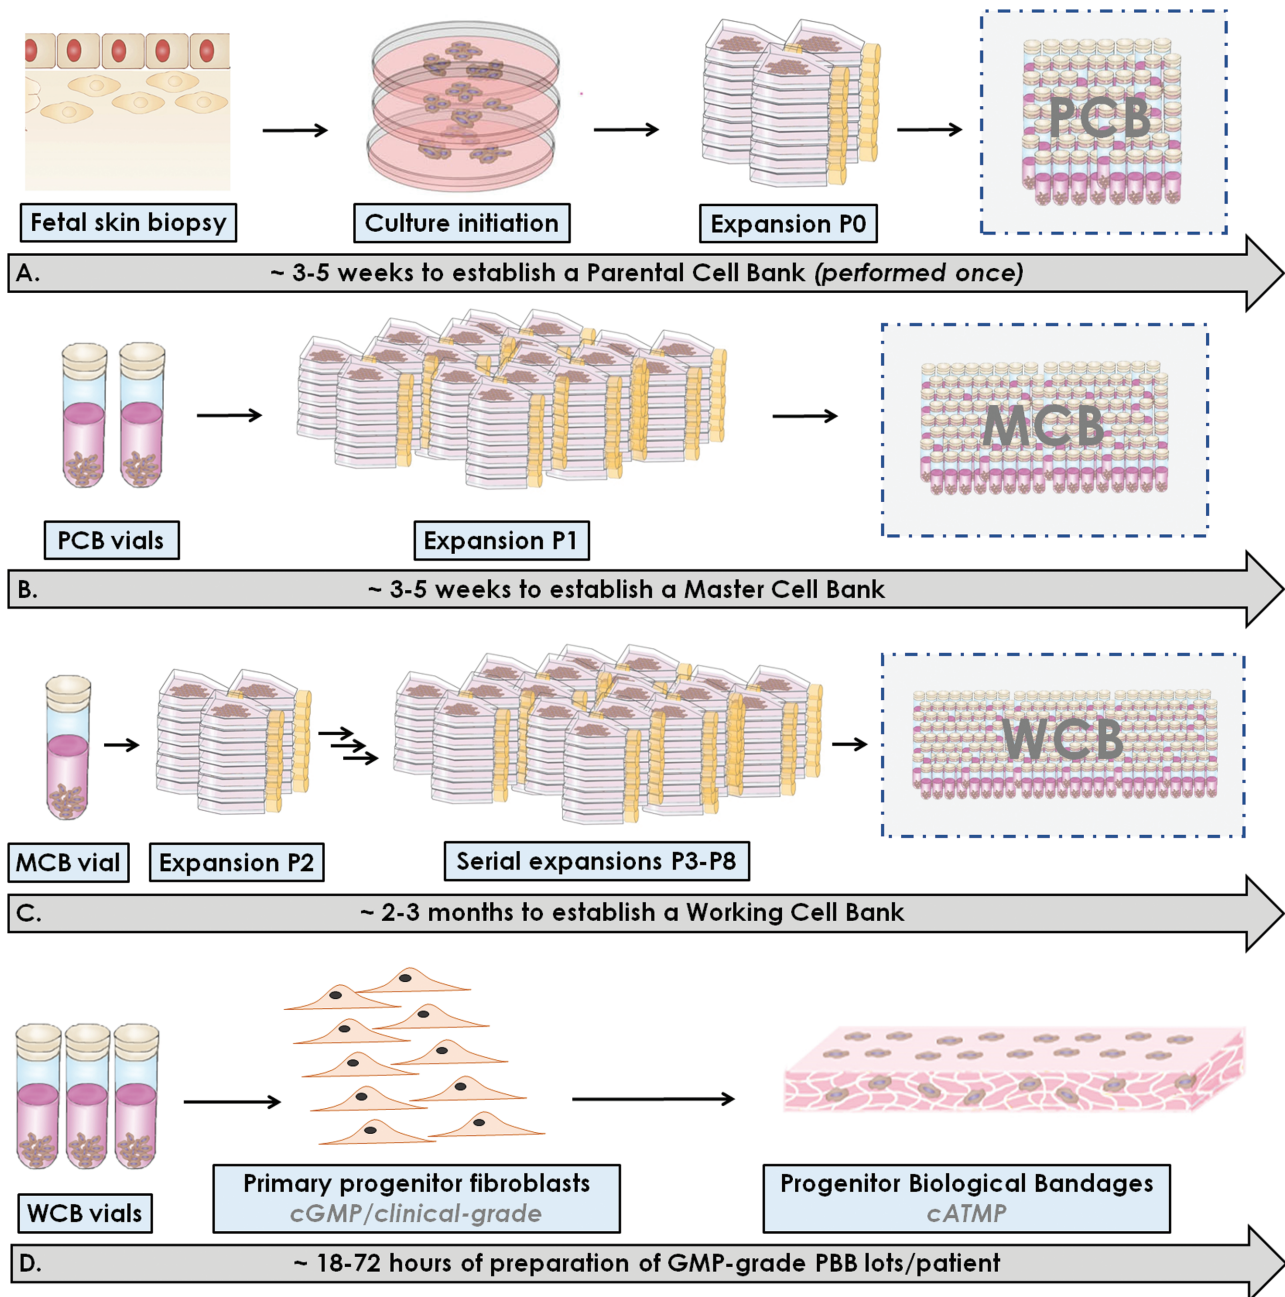 PCB
Fetal skin biopsy
Culture initiation
Expansion P0
A.
~ 3-5 weeks to establish a Parental Cell Bank (performed once)
MCB
PCB vials
Expansion P1
B.
~ 3-5 weeks to establish a Master Cell Bank
WCB
MCB vial
Expansion P2
Serial expansions P3-P8
C.
~ 2-3 months to establish a Working Cell Bank
WCB vials
Primary progenitor fibroblasts
cGMP/clinical-grade
Progenitor Biological Bandages
cATMP
D.
~ 18-72 hours of preparation of GMP-grade PBB lots/patient